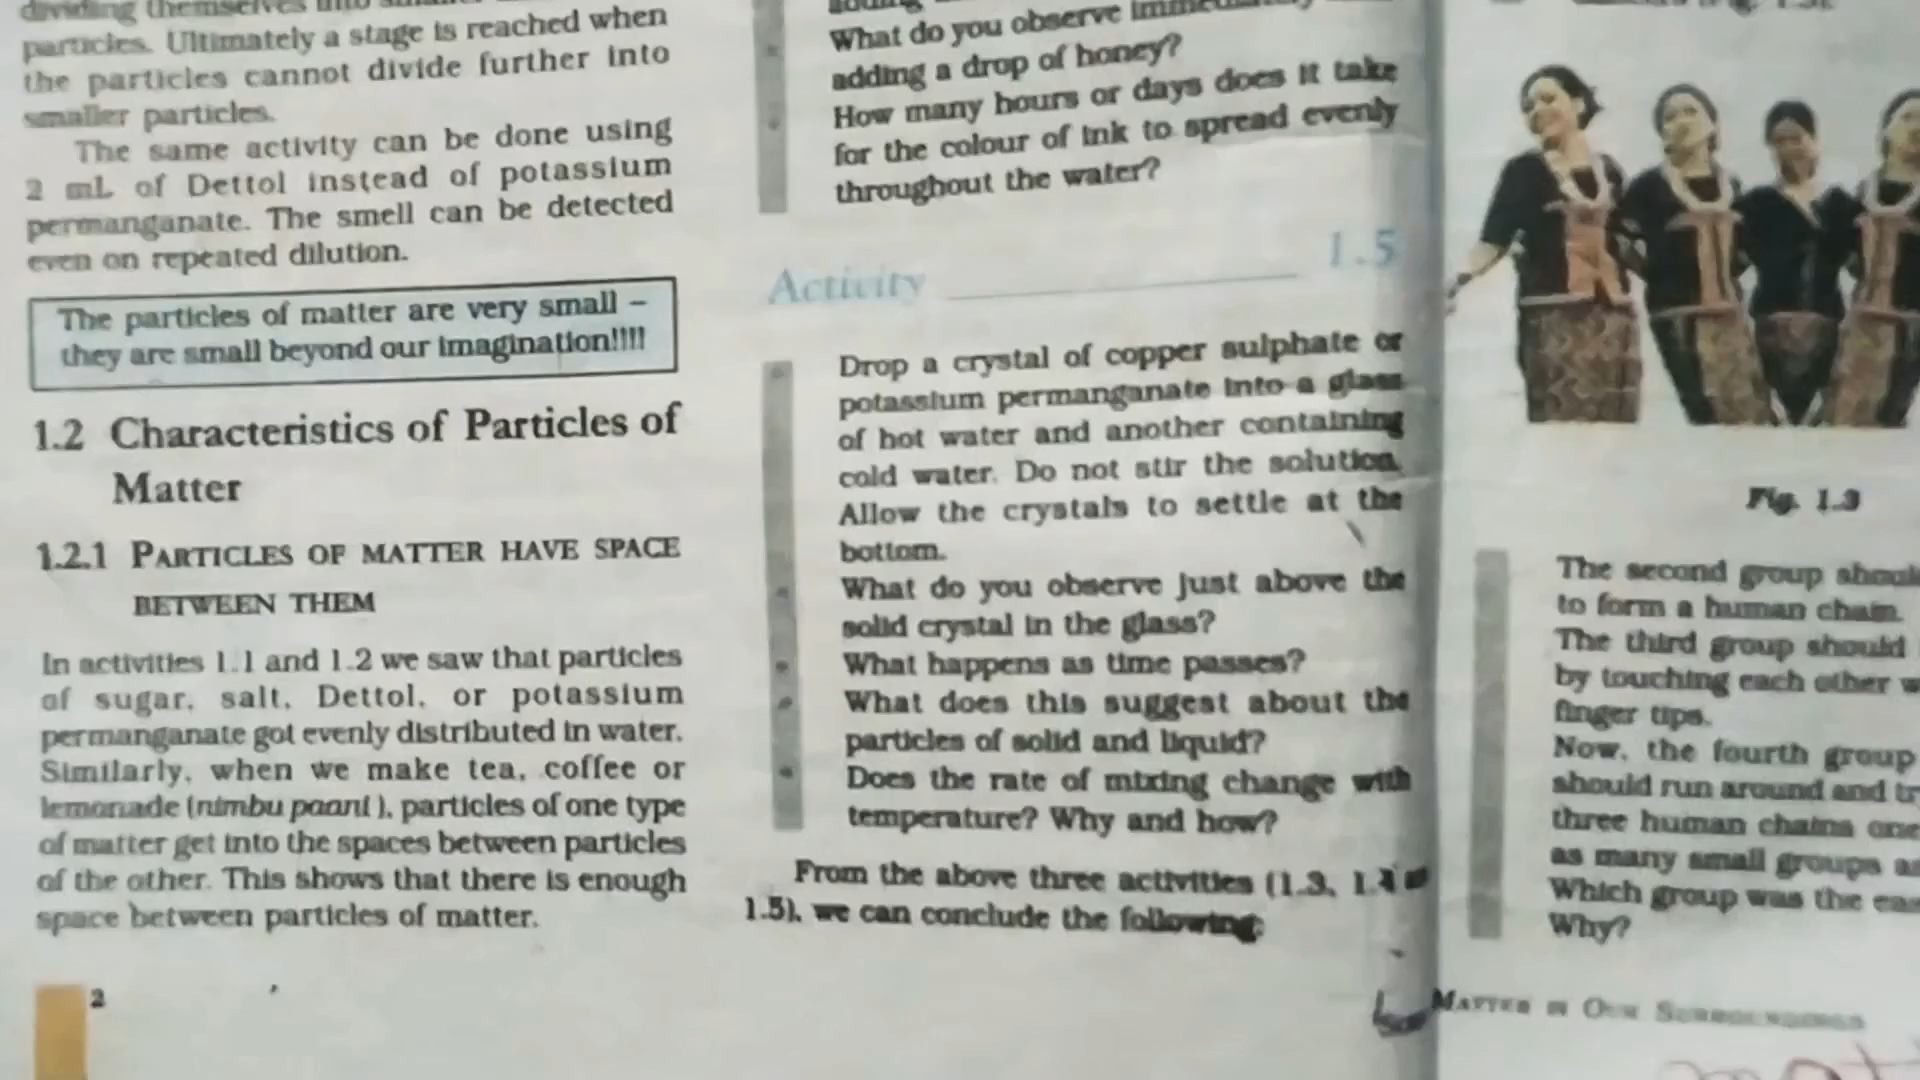 dividing themselves into
particles. Ultimately a stage is reached when
the particles cannot divide further into
smaller particles.
The same activity can be done using
2 mL of Dettol instead of potassium
permanganate. The smell can be detected
even on repeated dilution.
The particles of matter are very small –
they are small beyond our imagination!!!!
1.2 Characteristics of Particles of
Matter
1.2.1 PARTICLES OF MATTER HAVE SPACE
BETWEEN THEM
In activities 1.1 and 1.2 we saw that particles
of sugar, salt, Dettol, or potassium
permanganate got evenly distributed in water.
Similarly, when we make tea, coffee or
lemonade (nimbu paani ), particles of one type
of matter get into the spaces between particles
of the other. This shows that there is enough
space between particles of matter.
2
What do you observe
adding a drop of honey?
How many hours or days does it take
for the colour of ink to spread evenly
throughout the water?
Activity 1.5
Drop a crystal of copper sulphate or
potassium permanganate into a glass
of hot water and another containing
cold water. Do not stir the solution.
Allow the crystals to settle at the
bottom.
What do you observe just above the
solid crystal in the glass?
What happens as time passes?
What does this suggest about the
particles of solid and liquid?
Does the rate of mixing change with
temperature? Why and how?
From the above three activities (1.3, 1.4
1.5), we can conclude the following:
Fig. 1.3
The second group
to form a human chain.
The third group should
by touching each other
finger tips.
Now, the fourth group
should run around and
three human chains one
as many small groups as
Which group was the
Why?
MATTER IN OUR SURROUNDINGS